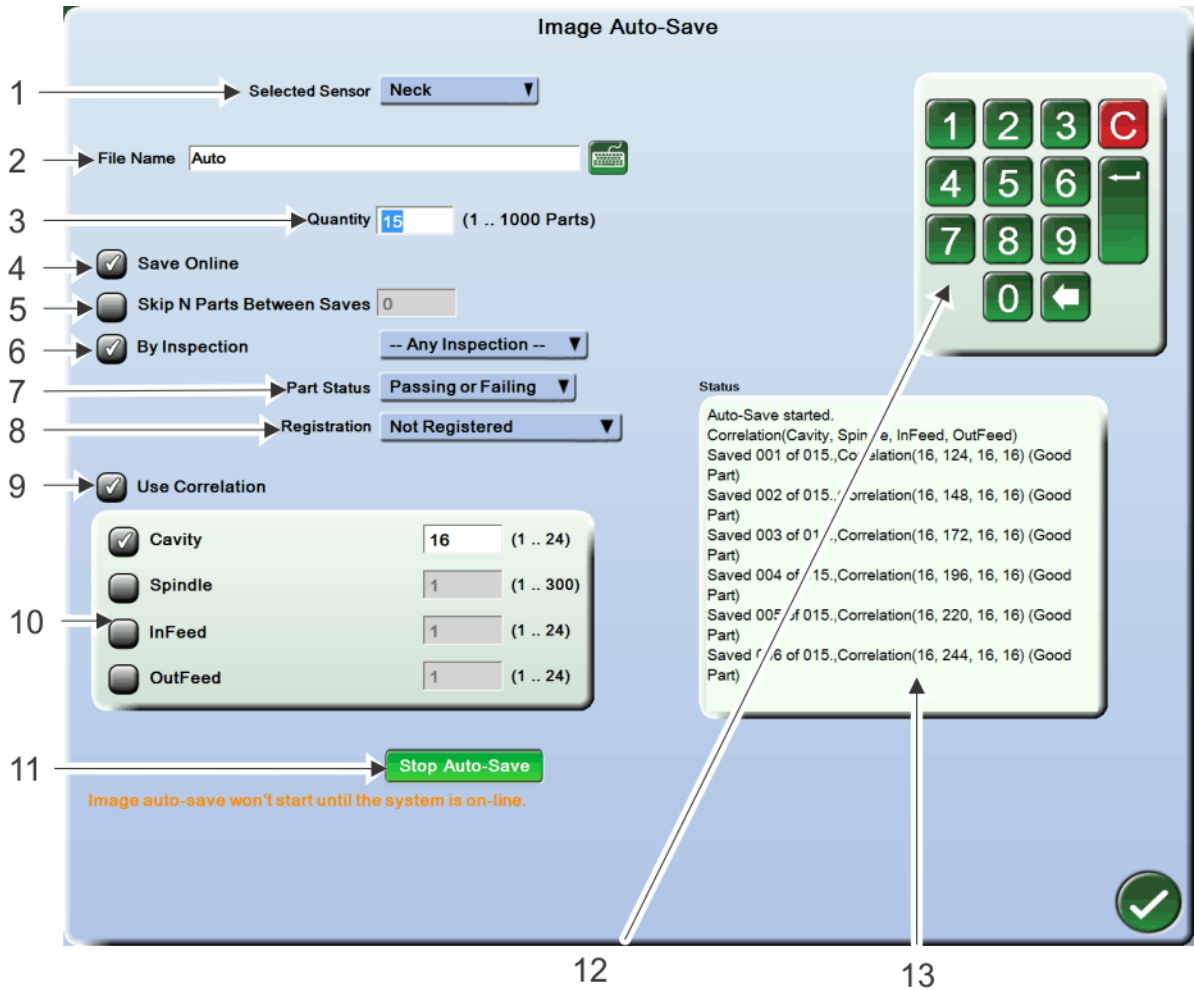 Image Auto-Save
1
Selected Sensor Neck
2
File Name Auto
3
Quantity 15 (1 .. 1000 Parts)
4
Save Online
5
Skip N Parts Between Saves 0
6
By Inspection -- Any Inspection --
7
Part Status Passing or Failing
8
Registration Not Registered
9
Use Correlation
10
Cavity 16 (1 .. 24)
Spindle 1 (1 .. 300)
InFeed 1 (1 .. 24)
OutFeed 1 (1 .. 24)
11
Stop Auto-Save
Image auto-save won't start until the system is on-line.
1 2 3 C
4 5 6
7 8 9
0
Status
Auto-Save started.
Correlation(Cavity, Spindle, InFeed, OutFeed)
Saved 001 of 015.,Correlation(16, 124, 16, 16) (Good
Part)
Saved 002 of 015.,Correlation(16, 148, 16, 16) (Good
Part)
Saved 003 of 015.,Correlation(16, 172, 16, 16) (Good
Part)
Saved 004 of 015.,Correlation(16, 196, 16, 16) (Good
Part)
Saved 005 of 015.,Correlation(16, 220, 16, 16) (Good
Part)
Saved 006 of 015.,Correlation(16, 244, 16, 16) (Good
Part)
12
13